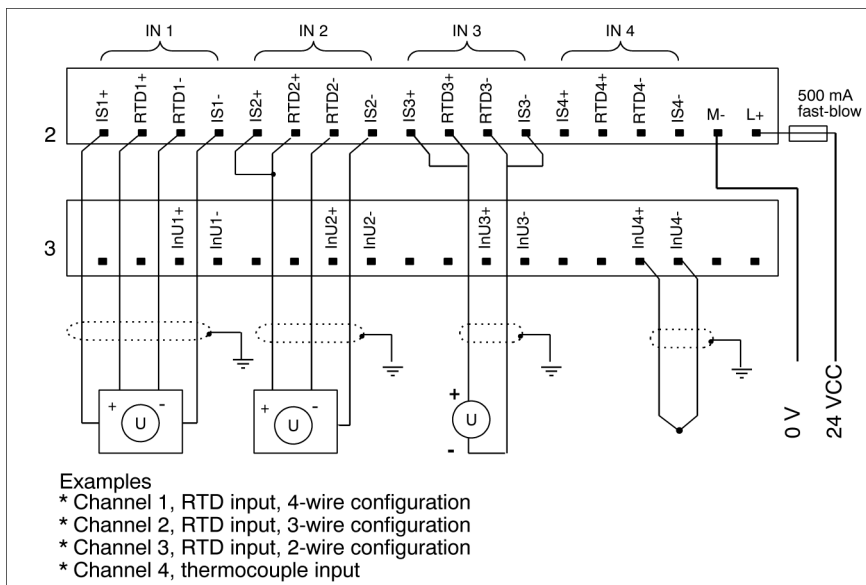 IN 1 IN 2 IN 3 IN 4
IS1+ RTD1+ RTD1- IS1- IS2+ RTD2+ RTD2- IS2- IS3+ RTD3+ RTD3- IS3- IS4+ RTD4+ RTD4- IS4- M- L+
500 mA
fast-blow
2
InU1+ InU1- InU2+ InU2- InU3+ InU3- InU4+ InU4-
3
+ - + - +
U U U
-
0 V 24 VCC
Examples
* Channel 1, RTD input, 4-wire configuration
* Channel 2, RTD input, 3-wire configuration
* Channel 3, RTD input, 2-wire configuration
* Channel 4, thermocouple input